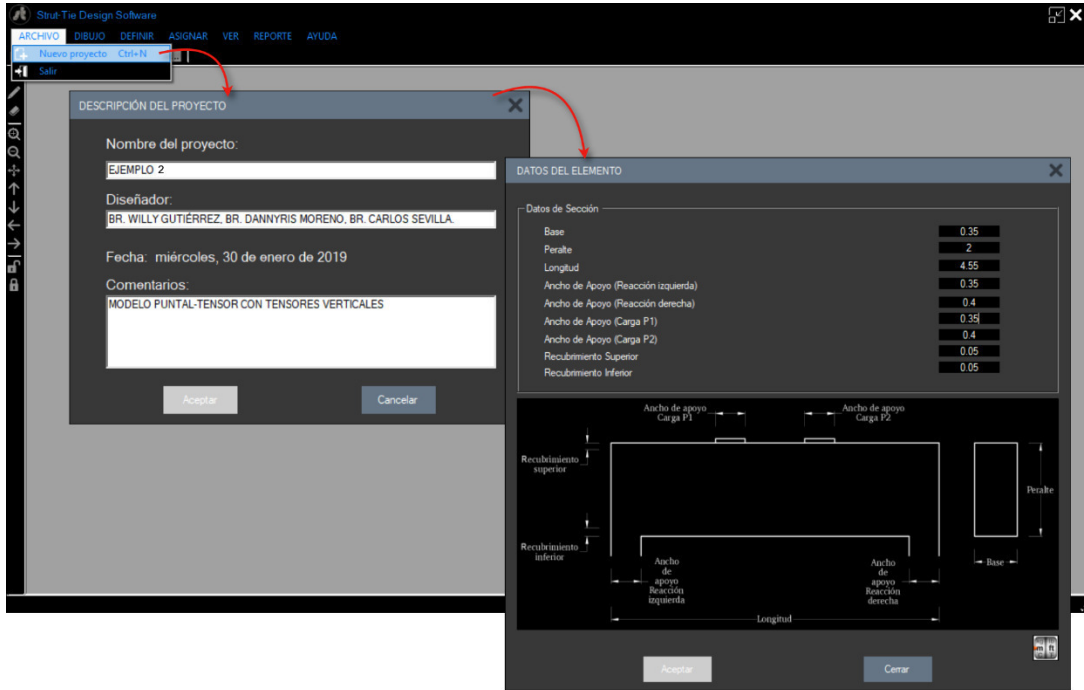 Strut-Tie Design Software
ARCHIVO DIBUJO DEFINIR ASIGNAR VER REPORTE AYUDA
Nuevo proyecto Ctrl+N
Salir
DESCRIPCIÓN DEL PROYECTO
Nombre del proyecto:
EJEMPLO 2
Diseñador:
BR. WILLY GUTIÉRREZ, BR. DANNYRIS MORENO, BR. CARLOS SEVILLA.
Fecha: miércoles, 30 de enero de 2019
Comentarios:
MODELO PUNTAL-TENSOR CON TENSORES VERTICALES
Aceptar Cancelar
DATOS DEL ELEMENTO
Datos de Sección
Base 0.35
Peralte 2
Longitud 4.55
Ancho de Apoyo (Reacción izquierda) 0.35
Ancho de Apoyo (Reacción derecha) 0.4
Ancho de Apoyo (Carga P1) 0.35
Ancho de Apoyo (Carga P2) 0.4
Recubrimiento Superior 0.05
Recubrimiento Inferior 0.05
Ancho de apoyo
Carga P1
Ancho de apoyo
Carga P2
Recubrimiento
superior
Peralte
Recubrimiento
inferior
Ancho
de
apoyo
Reacción
izquierda
Ancho
de
apoyo
Reacción
derecha
Base
Longitud
m ft
Aceptar Cerrar